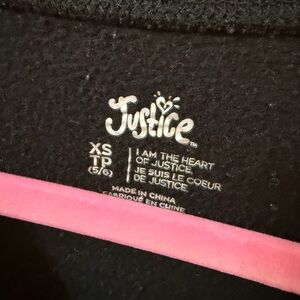 Justice™
XS
TP
(5/6)
I AM THE HEART
OF JUSTICE
JE SUIS LE COEUR
DE JUSTICE
MADE IN CHINA
FABRIQUÉ EN CHINE